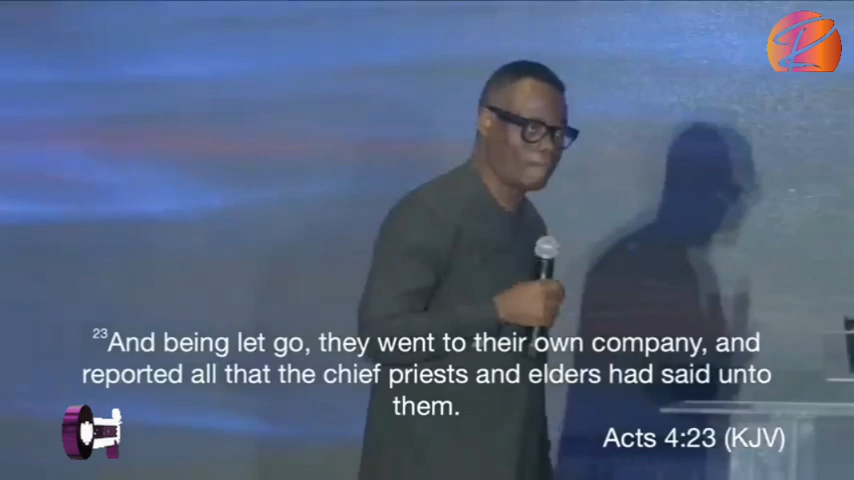 23And being let go, they went to their own company, and
reported all that the chief priests and elders had said unto
them.
Acts 4:23 (KJV)